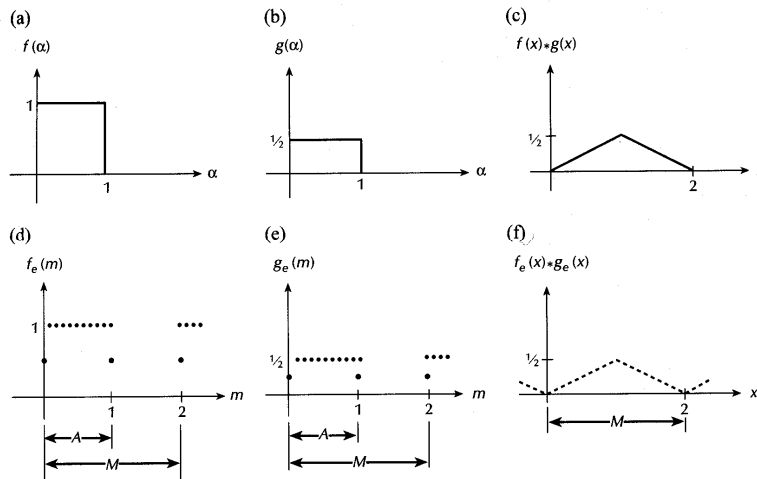 (a)
f(α)
1
1
α
(b)
g(α)
½
1
α
(c)
f(x)*g(x)
½
2
(d)
fₑ(m)
1
1
2
m
A
M
(e)
gₑ(m)
½
1
2
m
A
M
(f)
fₑ(x)*gₑ(x)
½
2
x
M